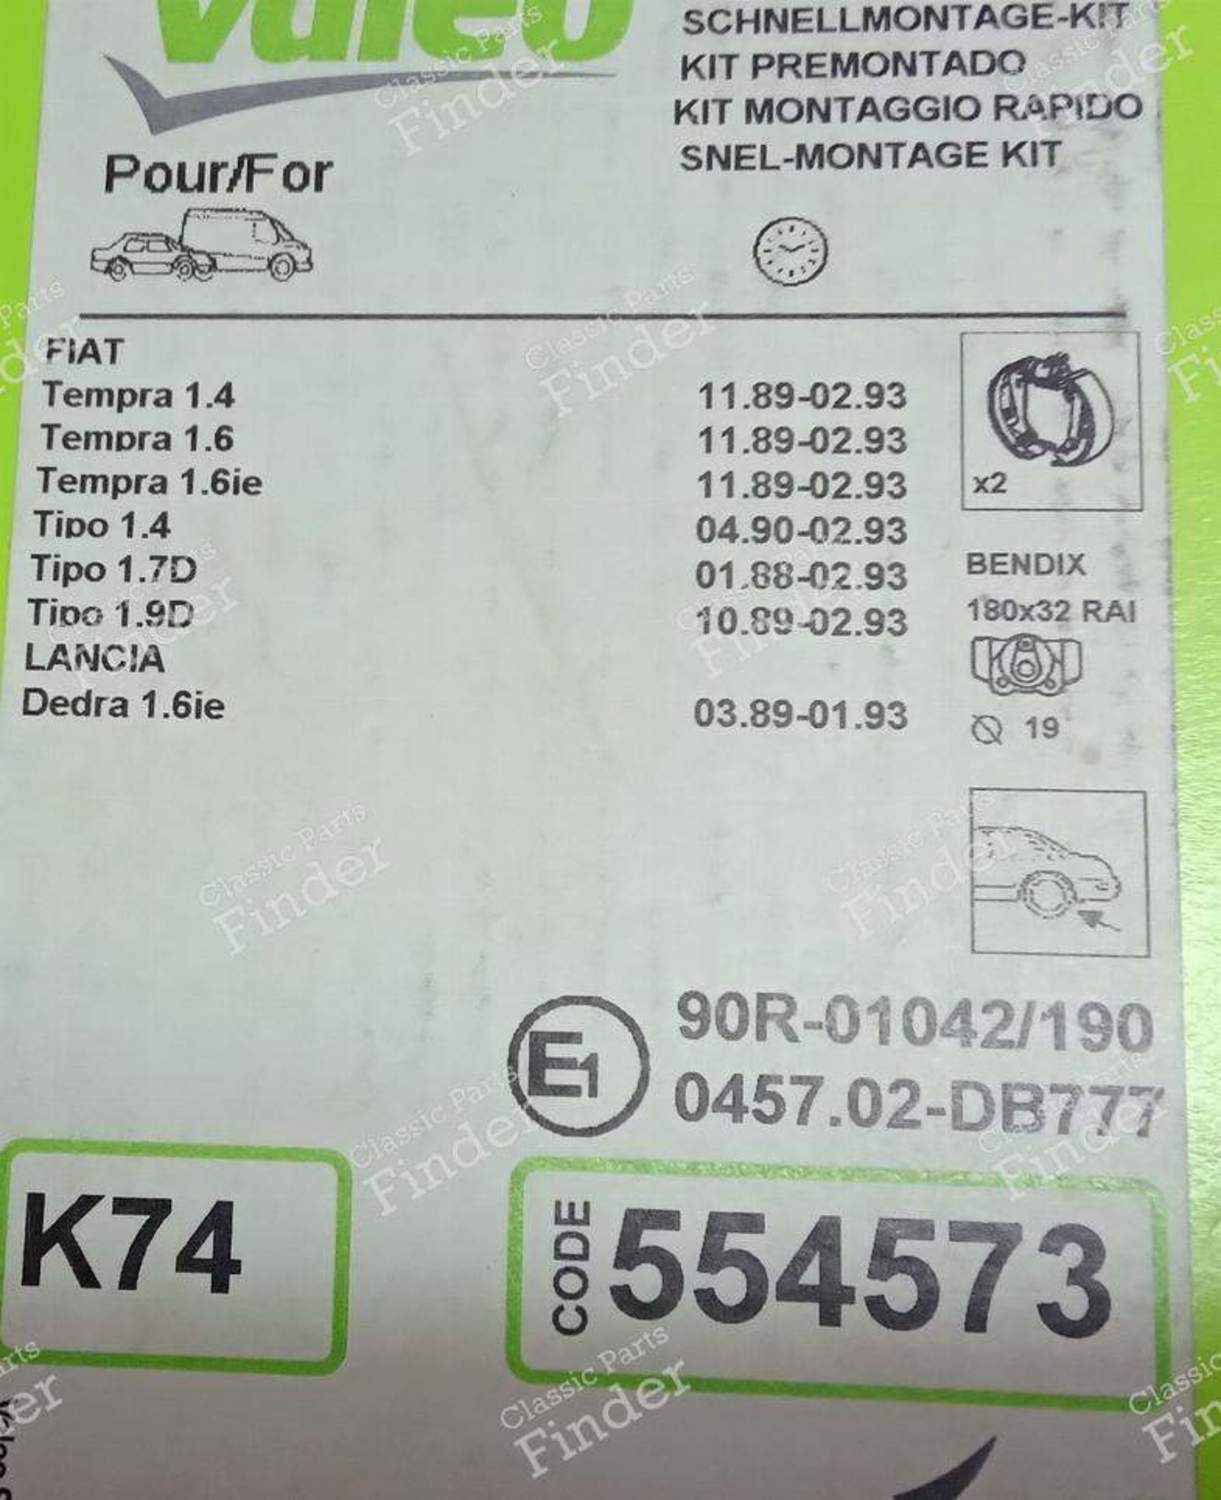 valeo
SCHNELLMONTAGE-KIT
KIT PREMONTADO
KIT MONTAGGIO RAPIDO
SNEL-MONTAGE KIT
Pour/For
FIAT
Tempra 1.4 11.89-02.93
Tempra 1.6 11.89-02.93
Tempra 1.6ie 11.89-02.93
Tipo 1.4 04.90-02.93
Tipo 1.7D 01.88-02.93
Tipo 1.9D 10.89-02.93
LANCIA
Dedra 1.6ie 03.89-01.93
x2
BENDIX
180x32 RAI
19
E1
90R-01042/190
0457.02-DB777
K74
CODE 554573
Classic Parts
Finder